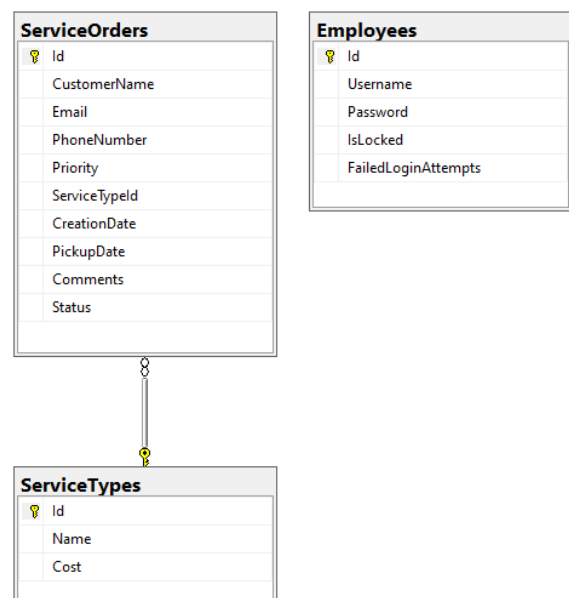 ServiceOrders
Id
CustomerName
Email
PhoneNumber
Priority
ServiceTypeId
CreationDate
PickupDate
Comments
Status
Employees
Id
Username
Password
IsLocked
FailedLoginAttempts
ServiceTypes
Id
Name
Cost